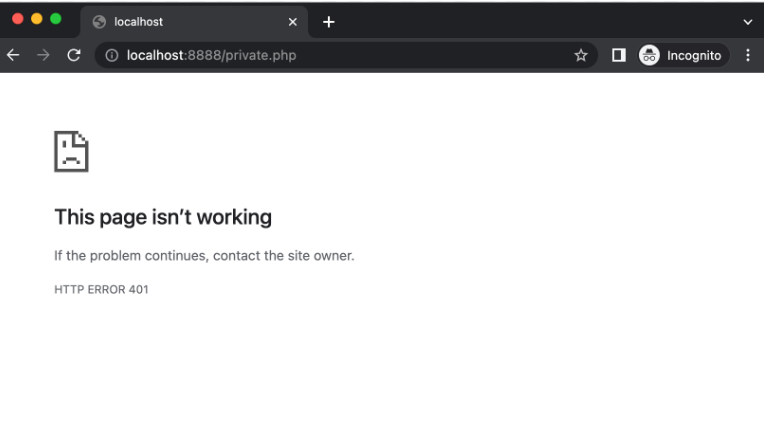 localhost
localhost:8888/private.php
Incognito
This page isn’t working
If the problem continues, contact the site owner.
HTTP ERROR 401